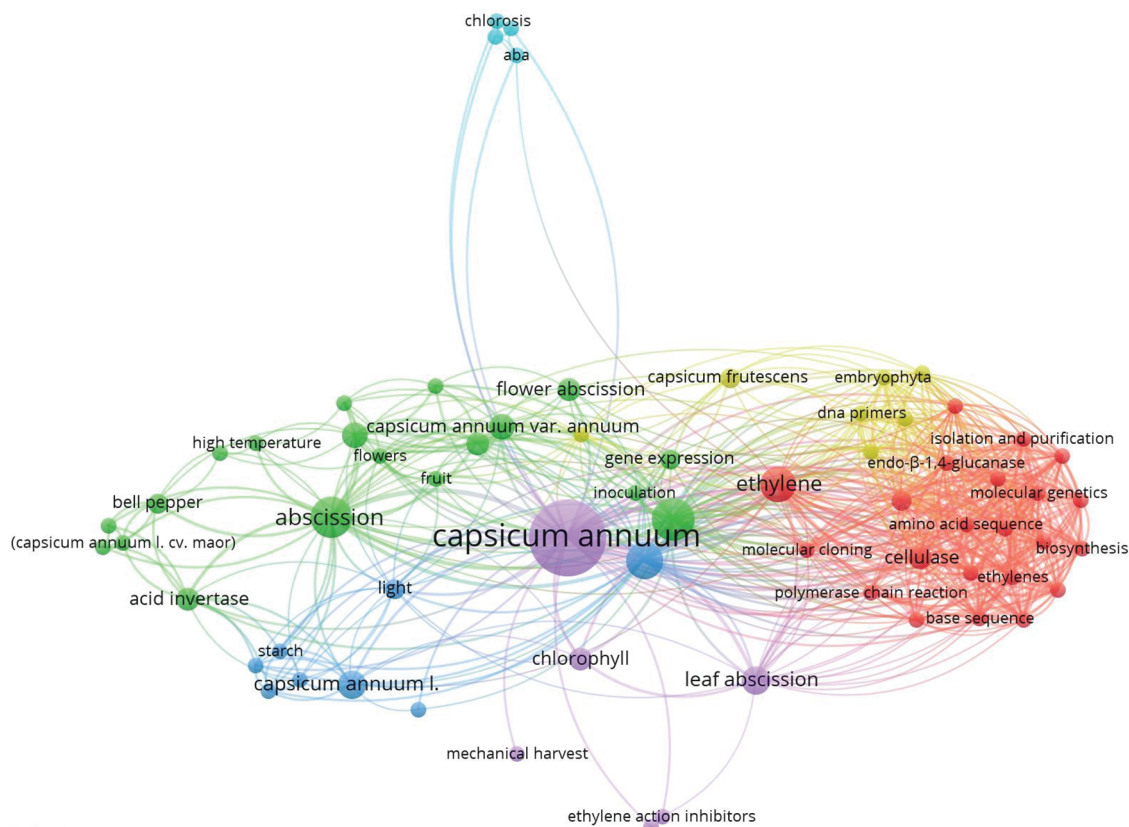 chlorosis
aba
capsicum frutescens
embryophyta
flower abscission
dna primers
capsicum annuum var. annuum
isolation and purification
high temperature
flowers
gene expression
endo-β-1,4-glucanase
fruit
ethylene
inoculation
molecular genetics
bell pepper
abscission
amino acid sequence
capsicum annuum
(capsicum annuum l. cv. maor)
molecular cloning
cellulase
biosynthesis
light
ethylenes
acid invertase
polymerase chain reaction
base sequence
starch
chlorophyll
capsicum annuum l.
leaf abscission
mechanical harvest
ethylene action inhibitors